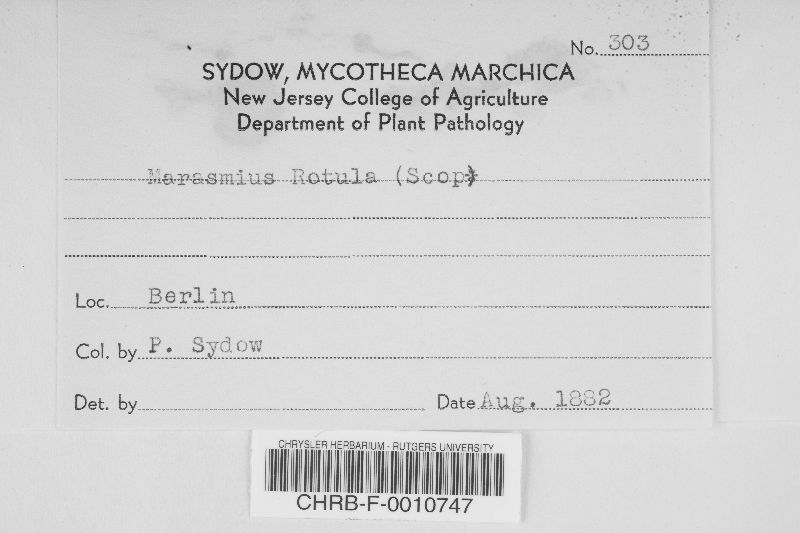 No. 303
SYDOW, MYCOTHECA MARCHICA
New Jersey College of Agriculture
Department of Plant Pathology
Marasmius Rotula (Scop)
Loc. Berlin
Col. by P. Sydow
Det. by Date Aug. 1882
CHRYSLER HERBARIUM - RUTGERS UNIVERSITY
CHRB-F-0010747